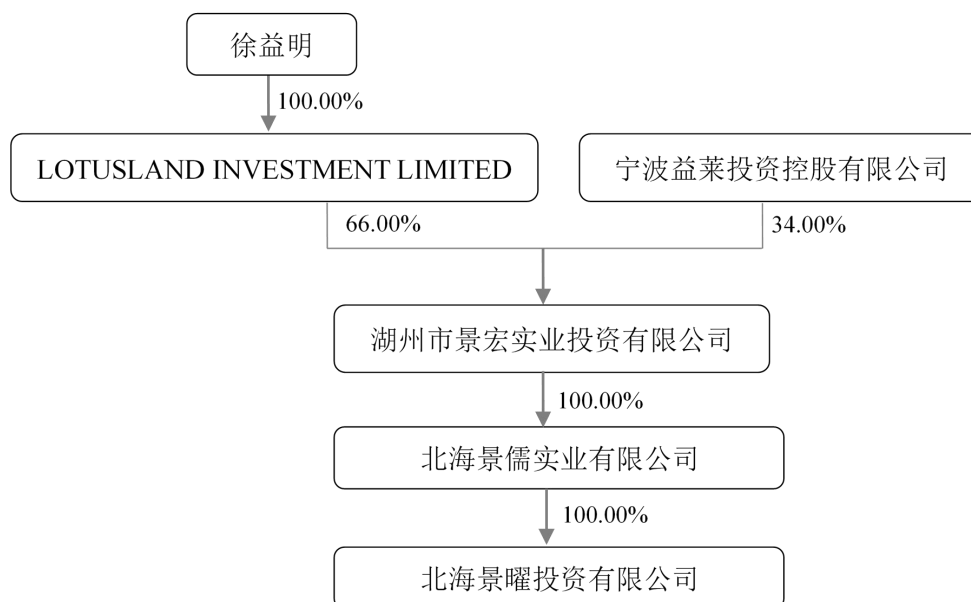 徐益明
100.00%
LOTUSLAND INVESTMENT LIMITED
宁波益莱投资控股有限公司
66.00%
34.00%
湖州市景宏实业投资有限公司
100.00%
北海景儒实业有限公司
100.00%
北海景曜投资有限公司